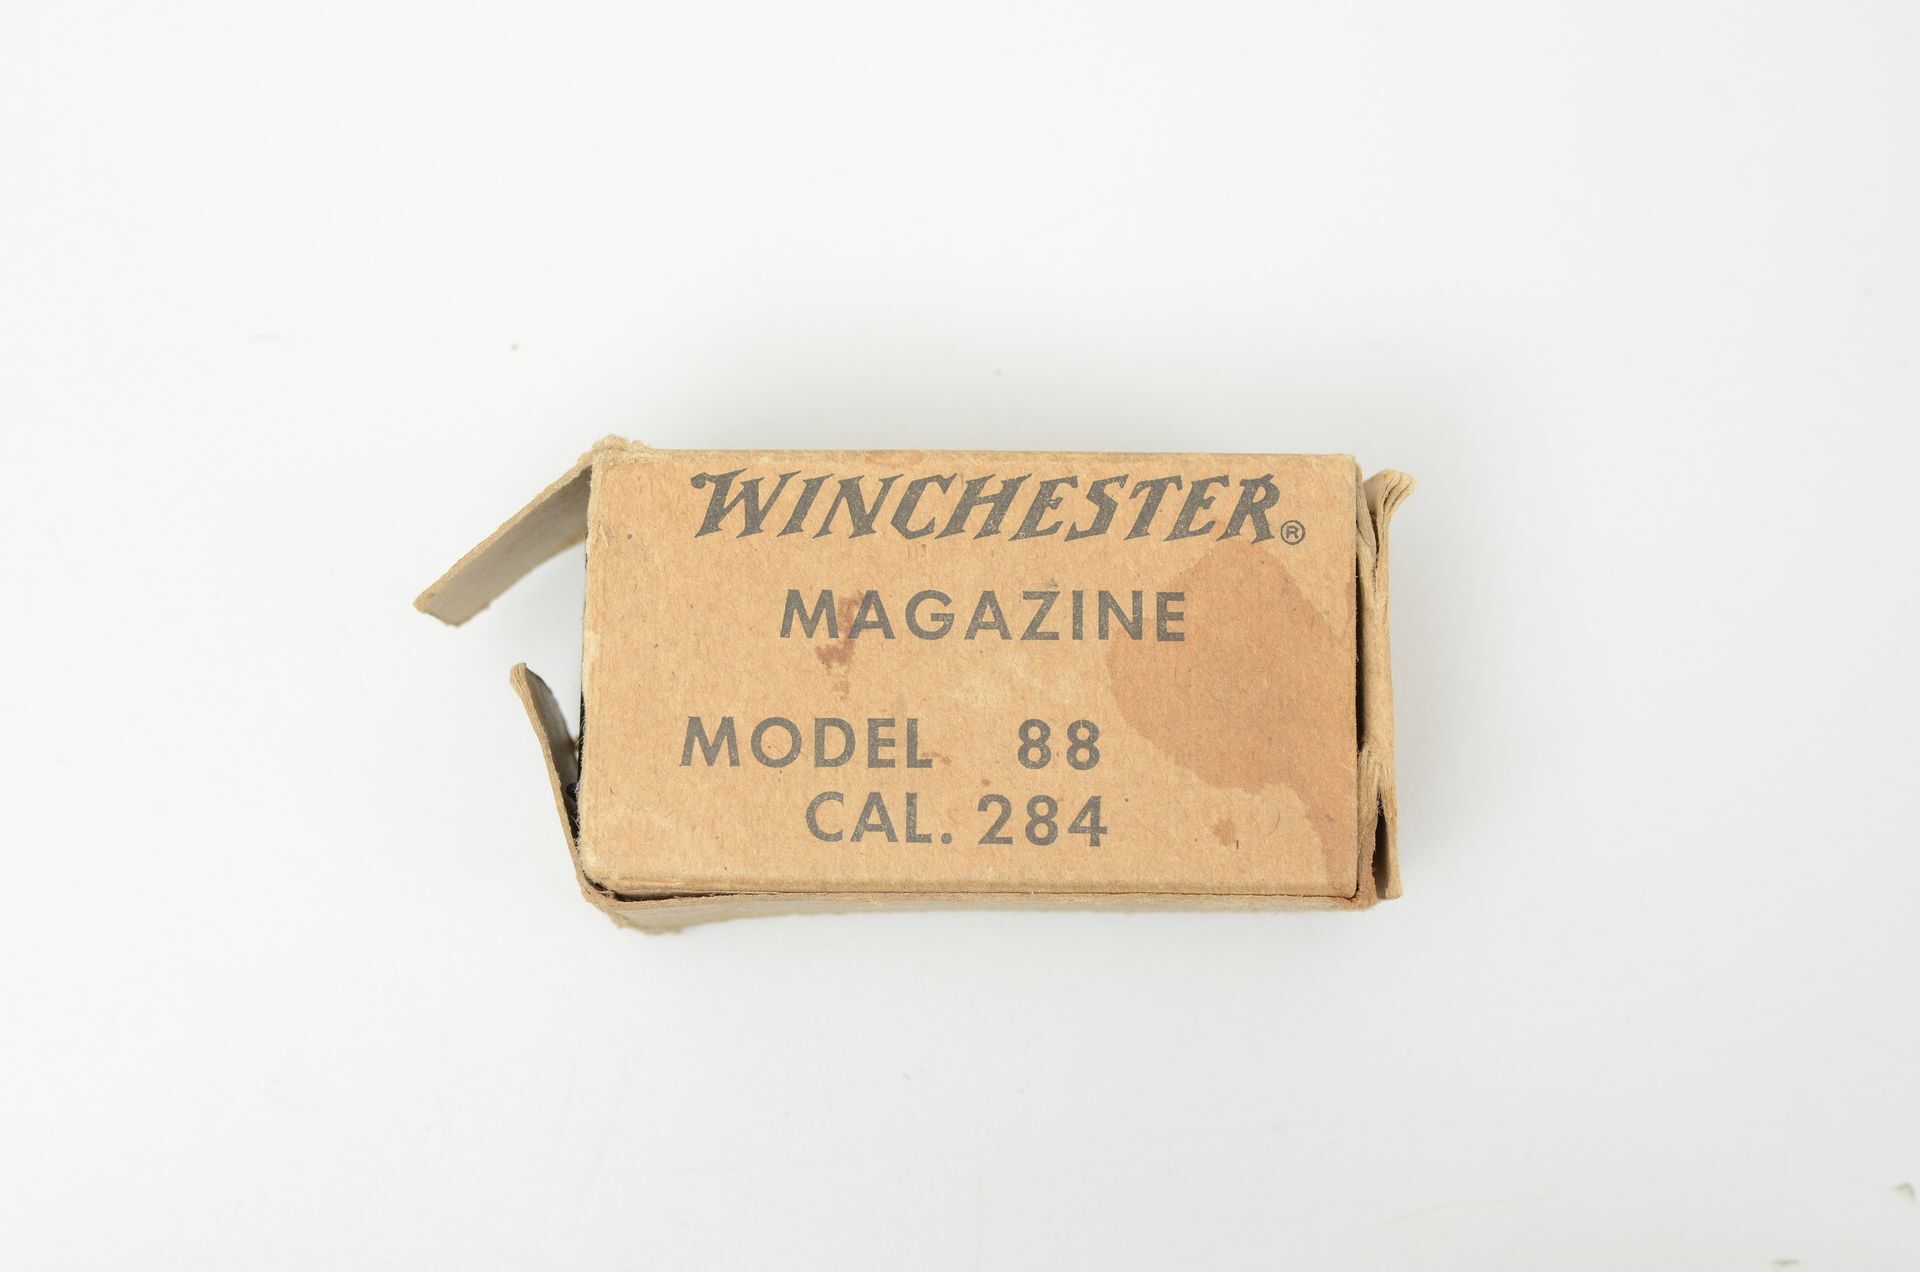 WINCHESTER®
MAGAZINE
MODEL 88
CAL. 284